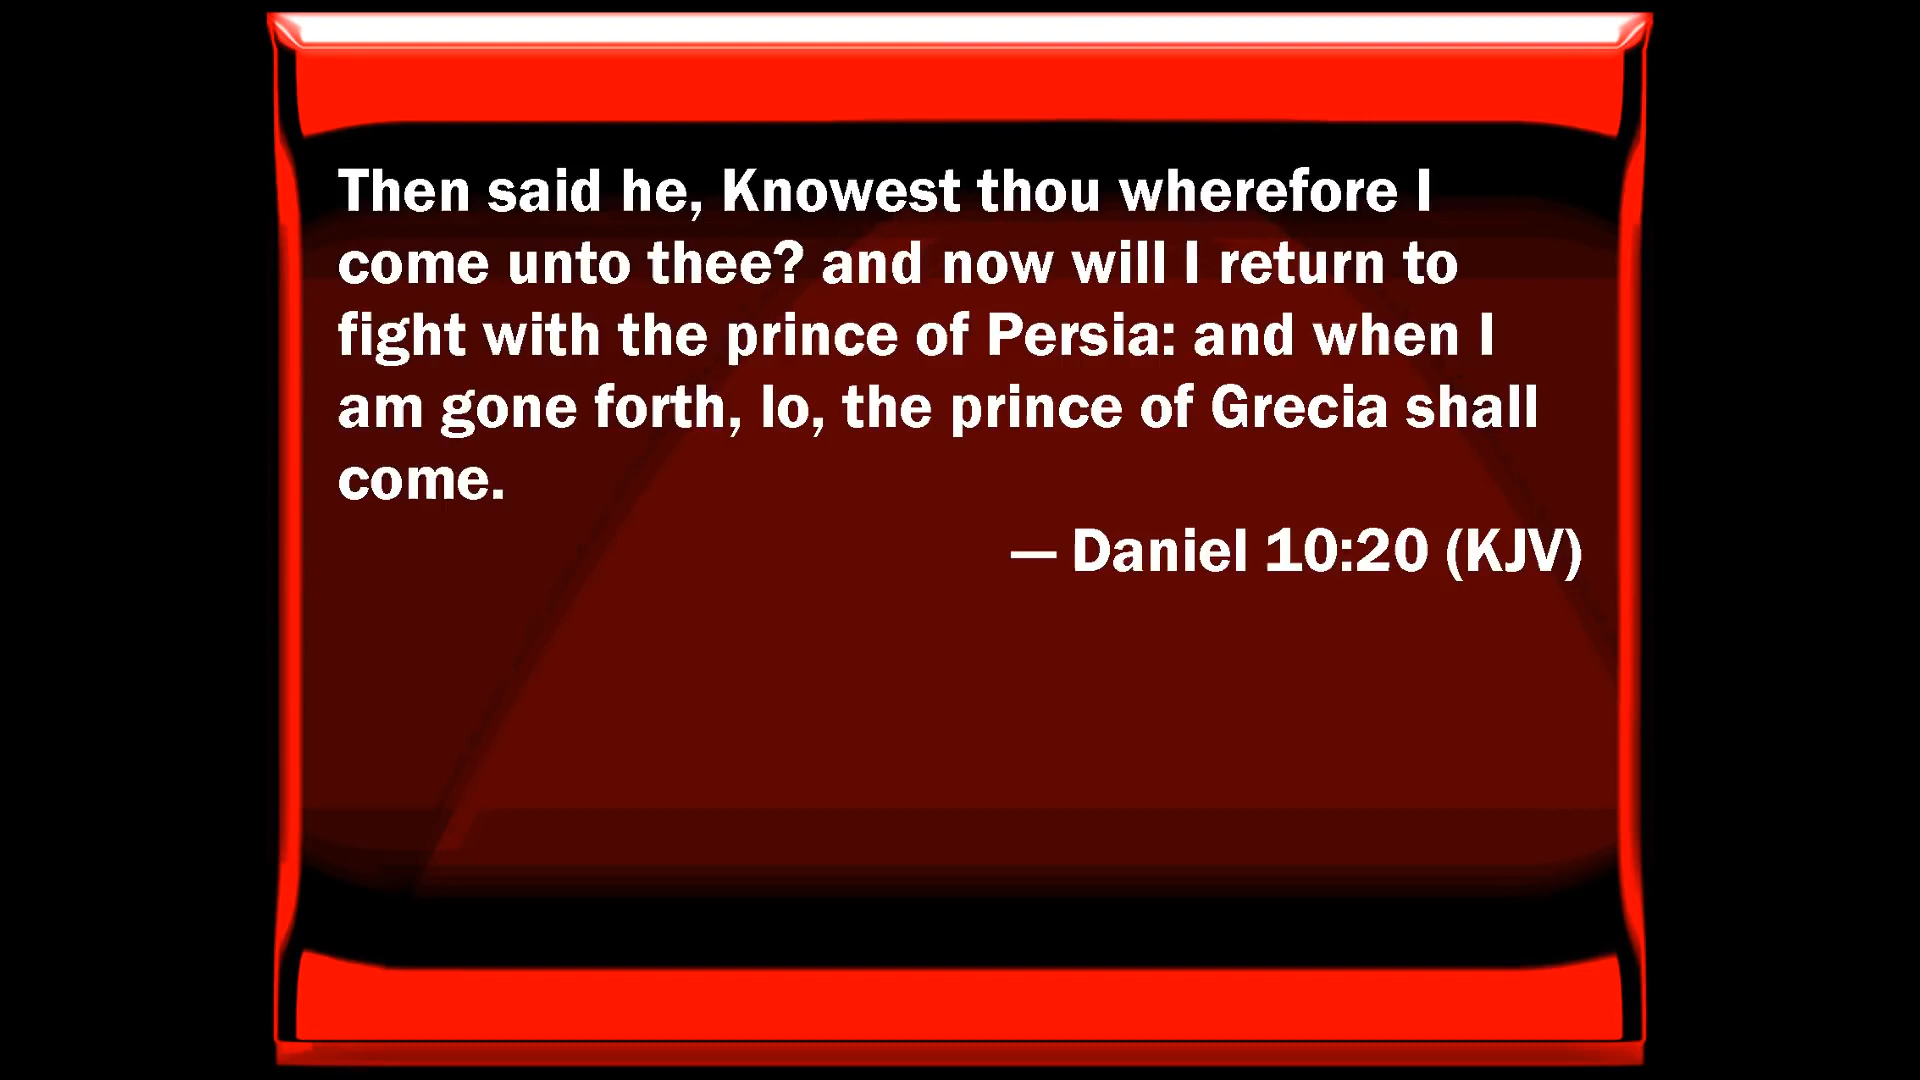 Then said he, Knowest thou wherefore I
come unto thee? and now will I return to
fight with the prince of Persia: and when I
am gone forth, lo, the prince of Grecia shall
come.
— Daniel 10:20 (KJV)